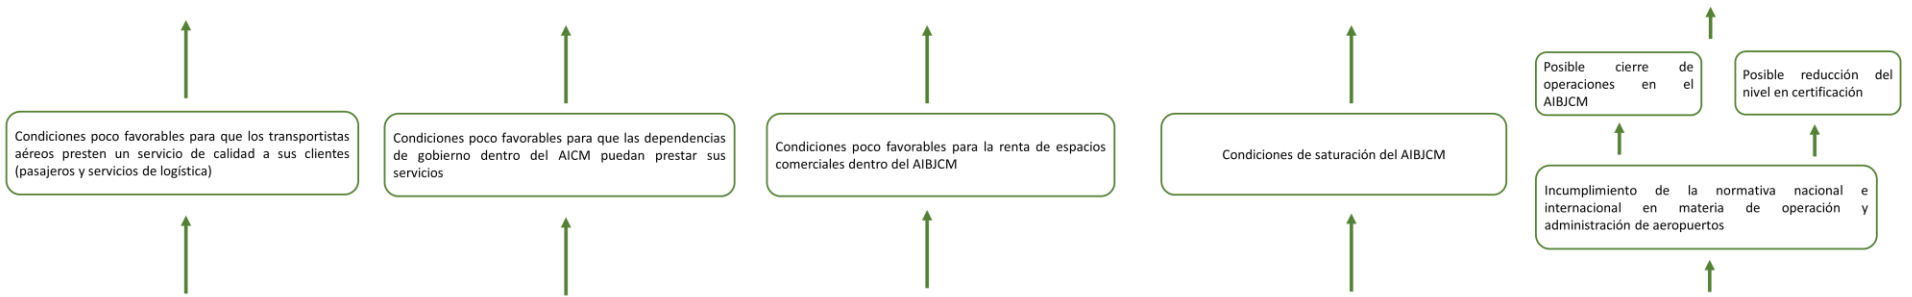 Condiciones poco favorables para que los transportistas
aéreos presten un servicio de calidad a sus clientes
(pasajeros y servicios de logística)
Condiciones poco favorables para que las dependencias
de gobierno dentro del AICM puedan prestar sus
servicios
Condiciones poco favorables para la renta de espacios
comerciales dentro del AIBJCM
Condiciones de saturación del AIBJCM
Posible cierre de
operaciones en el
AIBJCM
Posible reducción del
nivel en certificación
Incumplimiento de la normativa nacional e
internacional en materia de operación y
administración de aeropuertos